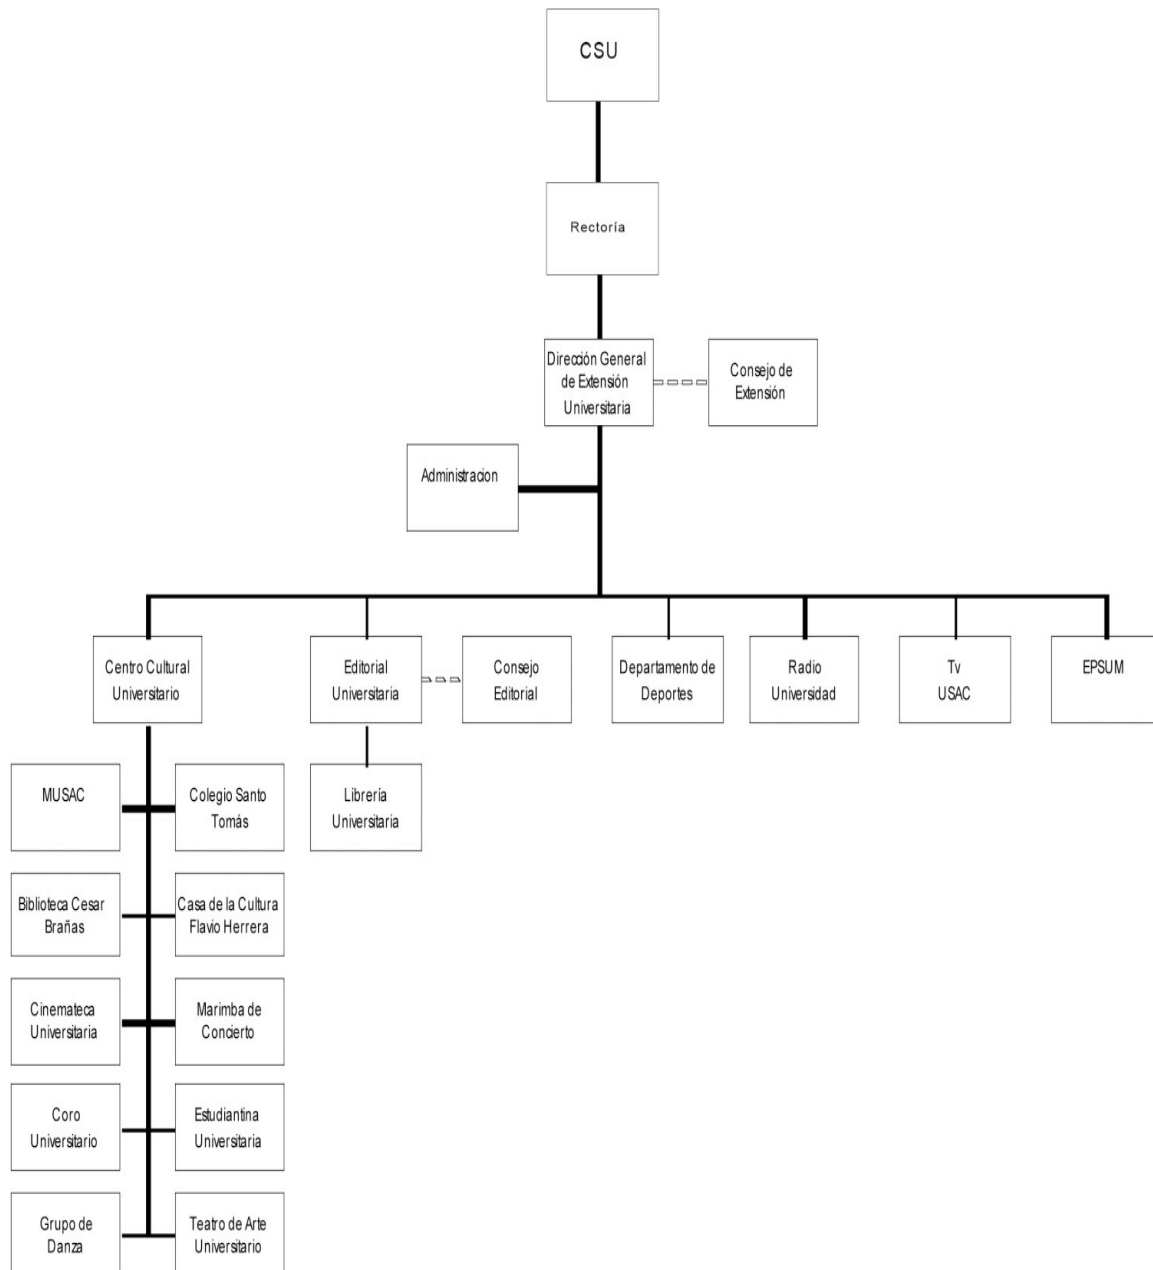 CSU
Rectoría
Dirección General
de Extensión
Universitaria
Consejo de
Extensión
Administracion
Centro Cultural
Universitario
Editorial
Universitaria
Consejo
Editorial
Departamento de
Deportes
Radio
Universidad
Tv
USAC
EPSUM
MUSAC
Colegio Santo
Tomás
Librería
Universitaria
Biblioteca Cesar
Brañas
Casa de la Cultura
Flavio Herrera
Cinemateca
Universitaria
Marimba de
Concierto
Coro
Universitario
Estudiantina
Universitaria
Grupo de
Danza
Teatro de Arte
Universitario